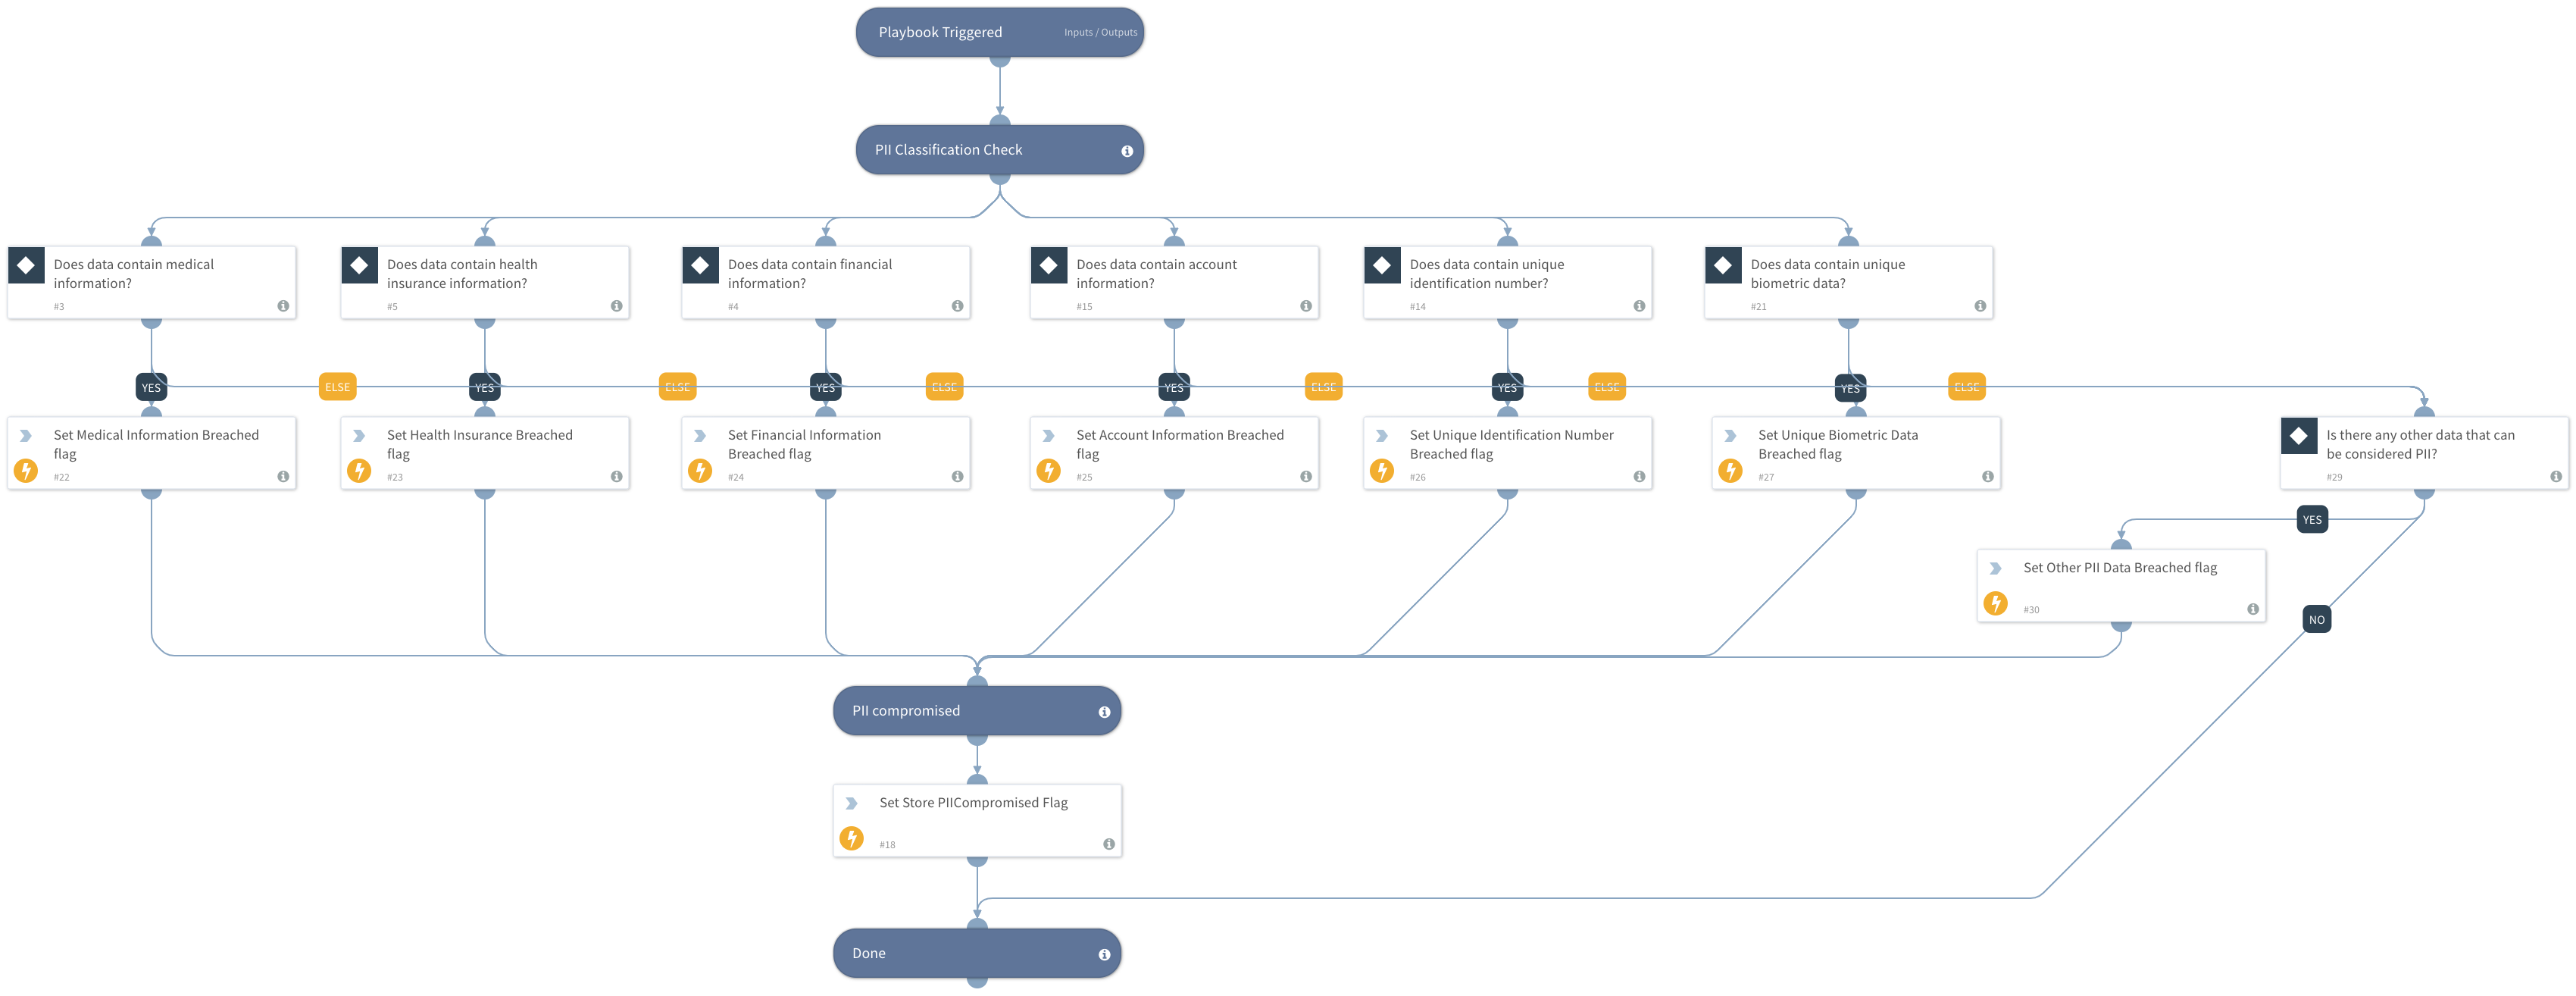 Playbook Triggered
Inputs / Outputs
PII Classification Check
Does data contain medical
information?
#3
Does data contain health
insurance information?
#5
Does data contain financial
information?
#4
Does data contain account
information?
#15
Does data contain unique
identification number?
#14
Does data contain unique
biometric data?
#21
YES
ELSE
YES
ELSE
YES
ELSE
YES
ELSE
YES
ELSE
YES
ELSE
Set Medical Information Breached
flag
#22
Set Health Insurance Breached
flag
#23
Set Financial Information
Breached flag
#24
Set Account Information Breached
flag
#25
Set Unique Identification Number
Breached flag
#26
Set Unique Biometric Data
Breached flag
#27
Is there any other data that can
be considered PII?
#29
YES
Set Other PII Data Breached flag
#30
NO
PII compromised
Set Store PIICompromised Flag
#18
Done